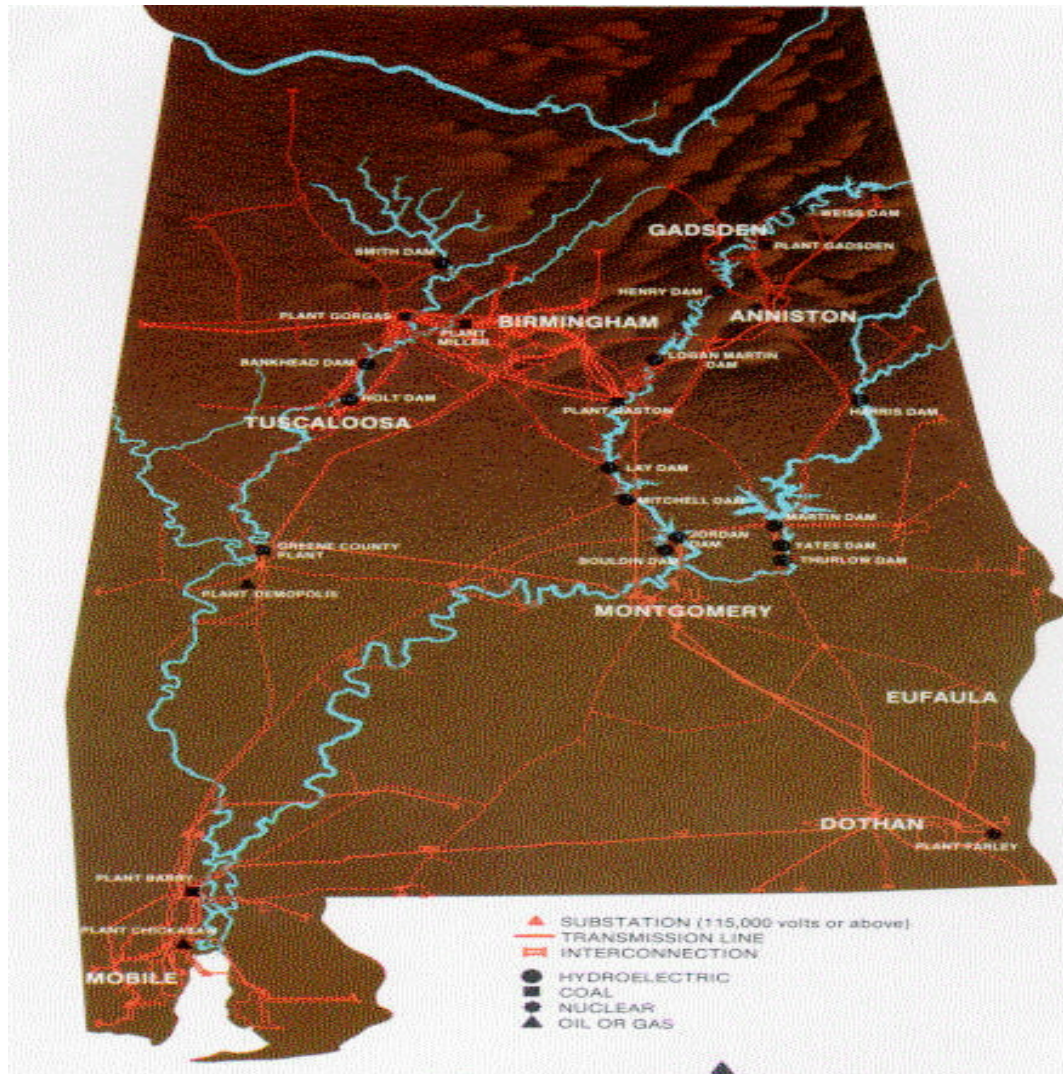 WEISS DAM
GADSDEN
PLANT GADSDEN
SMITH DAM
HENRY DAM
PLANT GORGAS
BIRMINGHAM
ANNISTON
PLANT
MILLER
BANKHEAD DAM
LOGAN MARTIN
DAM
HOLT DAM
PLANT GASTON
HARRIS DAM
TUSCALOOSA
LAY DAM
MITCHELL DAM
MARTIN DAM
JORDAN
DAM
YATES DAM
GREENE COUNTY
PLANT
BOULDIN DAM
THURLOW DAM
PLANT DEMOPOLIS
MONTGOMERY
EUFAULA
DOTHAN
PLANT FARLEY
PLANT BARRY
PLANT CHICKASAW
MOBILE
SUBSTATION (115,000 volts or above)
TRANSMISSION LINE
INTERCONNECTION
HYDROELECTRIC
COAL
NUCLEAR
OIL OR GAS